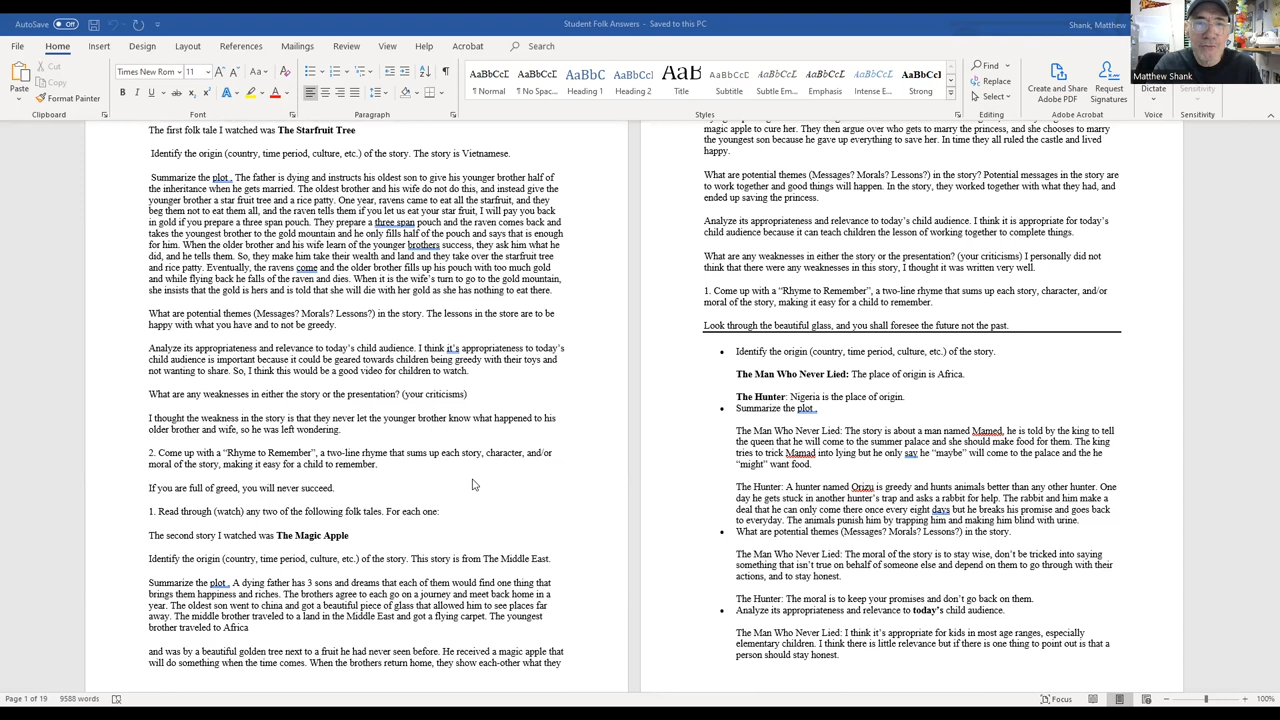 AutoSave Off
Student Folk Answers - Saved to this PC
Shank, Matthew
File Home Insert Design Layout References Mailings Review View Help Acrobat Search
Paste
Cut
Copy
Format Painter
Clipboard
Times New Rom 11
Font
Paragraph
AaBbCcDc AaBbCcDc AaBbC AaBbCcD AaB AaBbCcD AaBbCcDc AaBbCcDc AaBbCcDc AaBbCcDc
¶ Normal ¶ No Spac... Heading 1 Heading 2 Title Subtitle Subtle Em... Emphasis Intense E... Strong
Styles
Find
Replace
Select
Editing
Create and Share
Adobe PDF
Request
Signatures
Adobe Acrobat
Dictate
Voice
Sensitivity
Sensitivity
Matthew Shank
The first folk tale I watched was The Starfruit Tree
Identify the origin (country, time period, culture, etc.) of the story. The story is Vietnamese.
Summarize the plot . The father is dying and instructs his oldest son to give his younger brother half of
the inheritance when he gets married. The oldest brother and his wife do not do this, and instead give the
younger brother a star fruit tree and a rice patty. One year, ravens came to eat all the starfruit, and they
beg them not to eat them all, and the raven tells them if you let us eat your star fruit, I will pay you back
in gold if you prepare a three span pouch. They prepare a three span pouch and the raven comes back and
takes the youngest brother to the gold mountain and he only fills half of the pouch and says that is enough
for him. When the older brother and his wife learn of the younger brothers success, they ask him what he
did, and he tells them. So, they make him take their wealth and land and they take over the starfruit tree
and rice patty. Eventually, the ravens come and the older brother fills up his pouch with too much gold
and while flying back he falls of the raven and dies. When it is the wife's turn to go to the gold mountain,
she insists that the gold is hers and is told that she will die with her gold as she has nothing to eat there.
What are potential themes (Messages? Morals? Lessons?) in the story. The lessons in the store are to be
happy with what you have and to not be greedy.
Analyze its appropriateness and relevance to today's child audience. I think it's appropriateness to today's
child audience is important because it could be geared towards children being greedy with their toys and
not wanting to share. So, I think this would be a good video for children to watch.
What are any weaknesses in either the story or the presentation? (your criticisms)
I thought the weakness in the story is that they never let the younger brother know what happened to his
older brother and wife, so he was left wondering.
2. Come up with a "Rhyme to Remember", a two-line rhyme that sums up each story, character, and/or
moral of the story, making it easy for a child to remember.
If you are full of greed, you will never succeed.
1. Read through (watch) any two of the following folk tales. For each one:
The second story I watched was The Magic Apple
Identify the origin (country, time period, culture, etc.) of the story. This story is from The Middle East.
Summarize the plot . A dying father has 3 sons and dreams that each of them would find one thing that
brings them happiness and riches. The brothers agree to each go on a journey and meet back home in a
year. The oldest son went to china and got a beautiful piece of glass that allowed him to see places far
away. The middle brother traveled to a land in the Middle East and got a flying carpet. The youngest
brother traveled to Africa
and was by a beautiful golden tree next to a fruit he had never seen before. He received a magic apple that
will do something when the time comes. When the brothers return home, they show each-other what they
magic apple to cure her. They then argue over who gets to marry the princess, and she chooses to marry
the youngest son because he gave up everything to save her. In time they all ruled the castle and lived
happy.
What are potential themes (Messages? Morals? Lessons?) in the story? Potential messages in the story are
to work together and good things will happen. In the story, they worked together with what they had, and
ended up saving the princess.
Analyze its appropriateness and relevance to today's child audience. I think it is appropriate for today's
child audience because it can teach children the lesson of working together to complete things.
What are any weaknesses in either the story or the presentation? (your criticisms) I personally did not
think that there were any weaknesses in this story, I thought it was written very well.
1. Come up with a "Rhyme to Remember", a two-line rhyme that sums up each story, character, and/or
moral of the story, making it easy for a child to remember.
Look through the beautiful glass, and you shall foresee the future not the past.
• Identify the origin (country, time period, culture, etc.) of the story.
The Man Who Never Lied: The place of origin is Africa.
The Hunter: Nigeria is the place of origin.
• Summarize the plot .
The Man Who Never Lied: The story is about a man named Mamed, he is told by the king to tell
the queen that he will come to the summer palace and she should make food for them. The king
tries to trick Mamad into lying but he only say he "maybe" will come to the palace and the he
"might" want food.
The Hunter: A hunter named Orizu is greedy and hunts animals better than any other hunter. One
day he gets stuck in another hunter's trap and asks a rabbit for help. The rabbit and him make a
deal that he can only come there once every eight days but he breaks his promise and goes back
to everyday. The animals punish him by trapping him and making him blind with urine.
• What are potential themes (Messages? Morals? Lessons?) in the story.
The Man Who Never Lied: The moral of the story is to stay wise, don't be tricked into saying
something that isn't true on behalf of someone else and depend on them to go through with their
actions, and to stay honest.
The Hunter: The moral is to keep your promises and don't go back on them.
• Analyze its appropriateness and relevance to today's child audience.
The Man Who Never Lied: I think it's appropriate for kids in most age ranges, especially
elementary children. I think there is little relevance but if there is one thing to point out is that a
person should stay honest.
Page 1 of 19 9588 words
Focus
100%